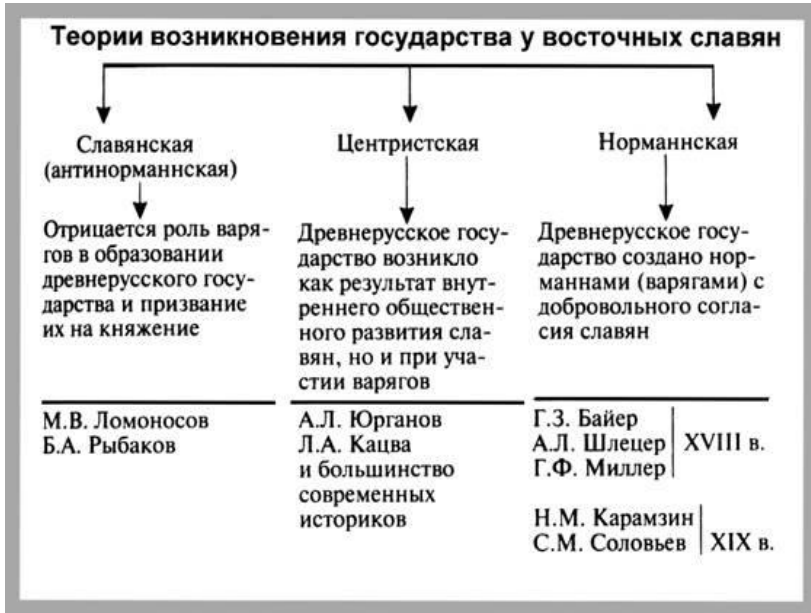 Теории возникновения государства у восточных славян
Славянская
(антинорманнская)
Отрицается роль варя-
гов в образовании
древнерусского госу-
дарства и призвание
их на княжение
М.В. Ломоносов
Б.А. Рыбаков
Центристская
Древнерусское госу-
дарство возникло
как результат внут-
реннего обществен-
ного развития сла-
вян, но и при уча-
стии варягов
А.Л. Юрганов
Л.А. Кацва
и большинство
современных
историков
Норманнская
Древнерусское госу-
дарство создано нор-
маннами (варягами) с
добровольного согла-
сия славян
Г.З. Байер
А.Л. Шлецер
Г.Ф. Миллер
XVIII в.
Н.М. Карамзин
С.М. Соловьев
XIX в.